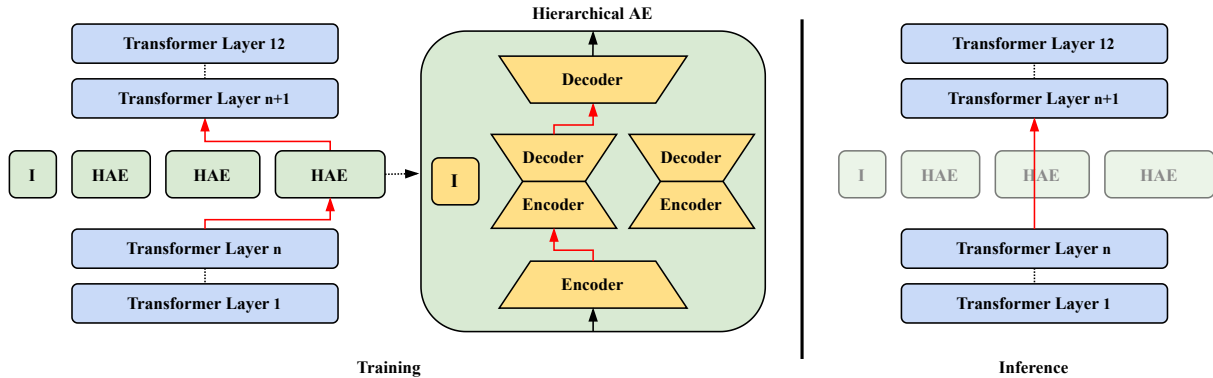 Transformer Layer 12
Transformer Layer n+1
I
HAE
HAE
HAE
Transformer Layer n
Transformer Layer 1
Hierarchical AE
Decoder
I
Decoder
Encoder
Decoder
Encoder
Encoder
Training
Transformer Layer 12
Transformer Layer n+1
I
HAE
HAE
HAE
Transformer Layer n
Transformer Layer 1
Inference